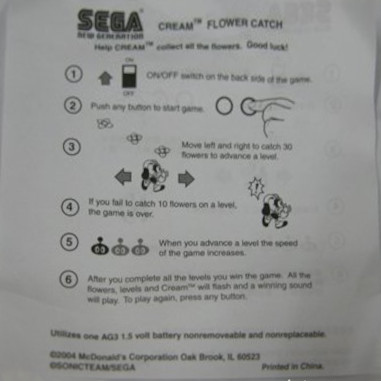 SEGA
NEW GENERATION
CREAM™ FLOWER CATCH
Help CREAM™ collect all the flowers. Good luck!
1
ON
ON/OFF switch on the back side of the game.
OFF
2
Push any button to start game.
3
Move left and right to catch 30
flowers to advance a level.
4
If you fail to catch 10 flowers on a level,
the game is over.
5
When you advance a level the speed
of the game increases.
6
After you complete all the levels you win the game. All the
flowers, levels and Cream™ will flash and a winning sound
will play. To play again, press any button.
Utilizes one AG3 1.5 volt battery nonremoveable and nonreplaceable.
©2004 McDonald's Corporation Oak Brook, IL 60523
©SONICTEAM/SEGA
Printed in China.